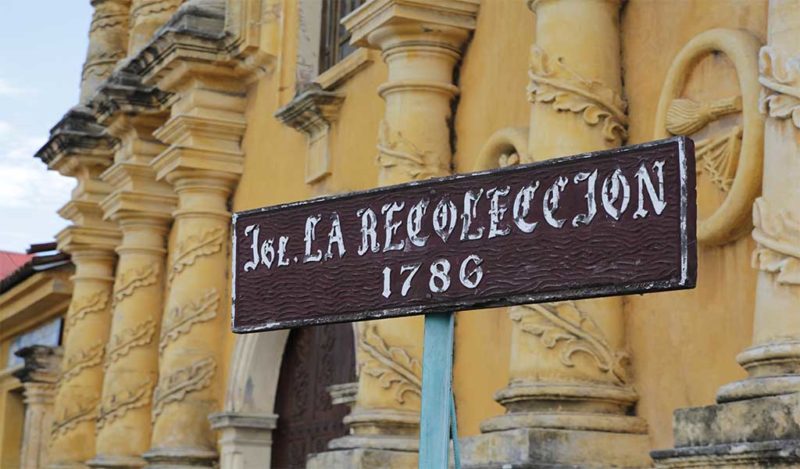 Igl. LA RECOLECCION
1786